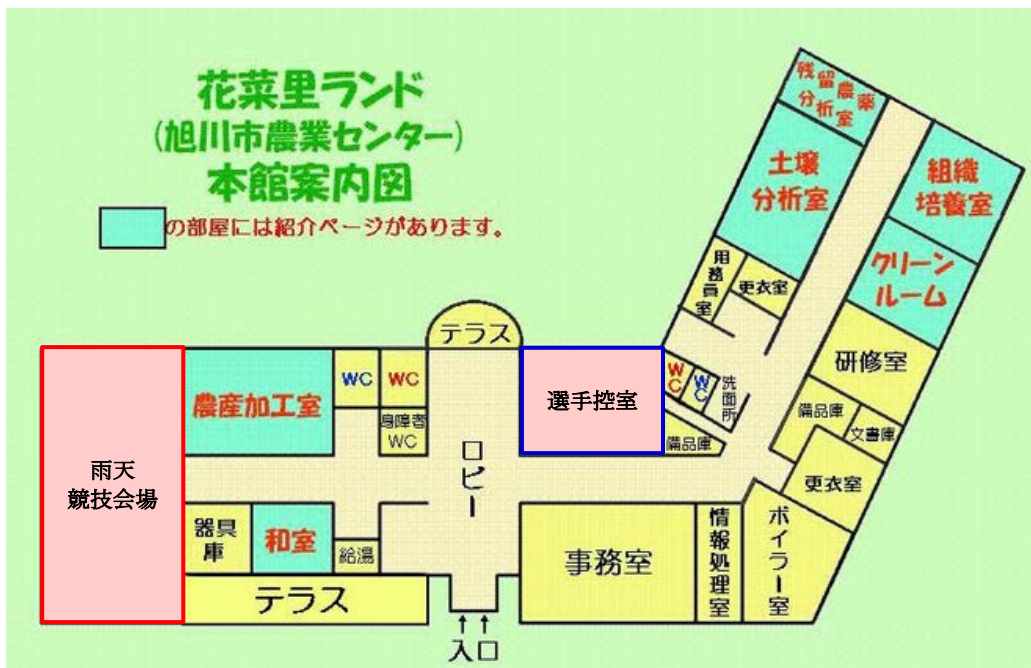 花菜里ランド
(旭川市農業センター)
本館案内図
の部屋には紹介ページがあります。
残留農薬
分析室
土壌
分析室
組織
培養室
クリーン
ルーム
用務員室
更衣室
研修室
備品庫
文書庫
更衣室
テラス
雨天
競技会場
農産加工室
WC
WC
身障者
WC
ロビー
選手控室
WC
WC
洗面所
備品庫
器具
庫
和室
給湯
テラス
事務室
情報処理室
ボイラー室
↑ ↑
入口